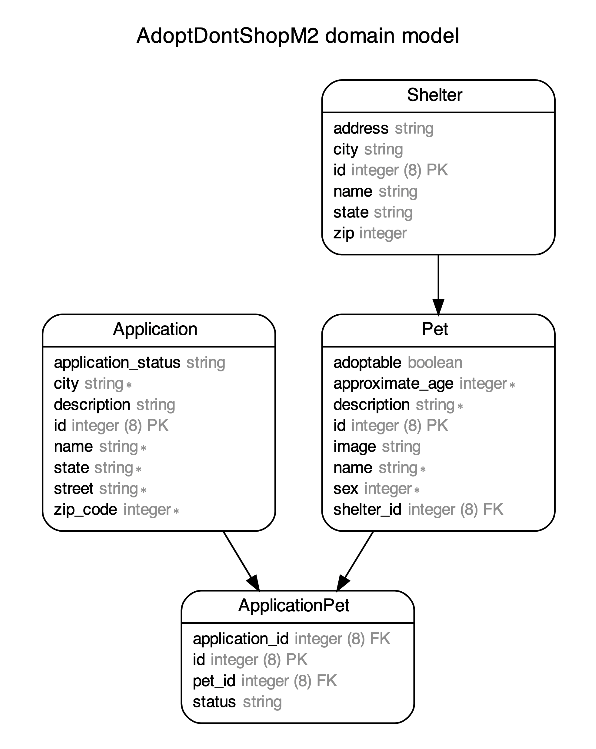 AdoptDontShopM2 domain model
Shelter
address string
city string
id integer (8) PK
name string
state string
zip integer
Application
application_status string
city string *
description string
id integer (8) PK
name string *
state string *
street string *
zip_code integer *
Pet
adoptable boolean
approximate_age integer *
description string *
id integer (8) PK
image string
name string *
sex integer *
shelter_id integer (8) FK
ApplicationPet
application_id integer (8) FK
id integer (8) PK
pet_id integer (8) FK
status string